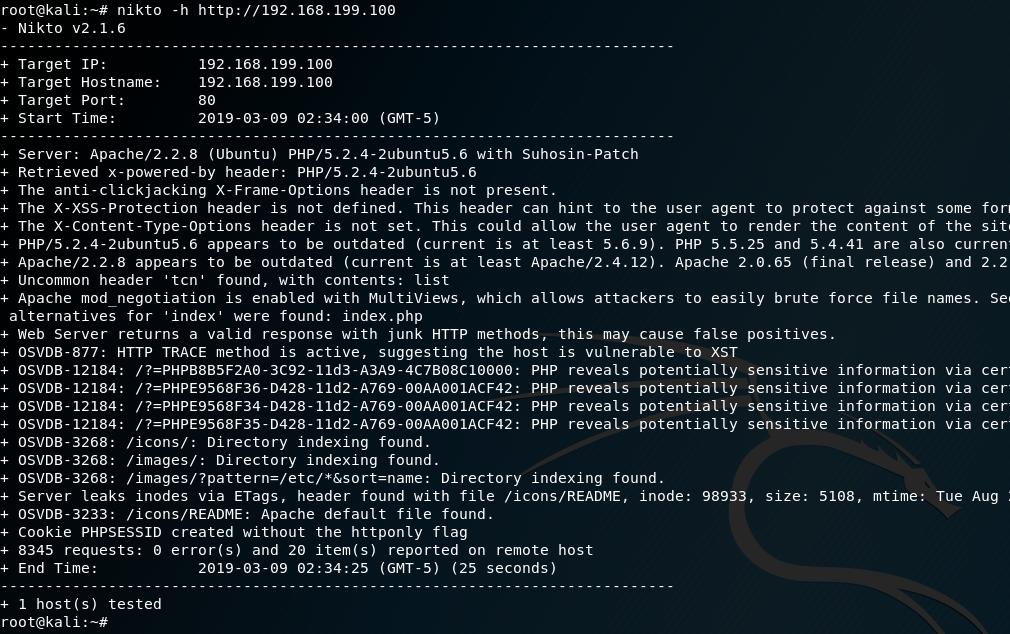 root@kali:~# nikto -h http://192.168.199.100
- Nikto v2.1.6
---------------------------------------------------------------------------
+ Target IP:          192.168.199.100
+ Target Hostname:    192.168.199.100
+ Target Port:        80
+ Start Time:         2019-03-09 02:34:00 (GMT-5)
---------------------------------------------------------------------------
+ Server: Apache/2.2.8 (Ubuntu) PHP/5.2.4-2ubuntu5.6 with Suhosin-Patch
+ Retrieved x-powered-by header: PHP/5.2.4-2ubuntu5.6
+ The anti-clickjacking X-Frame-Options header is not present.
+ The X-XSS-Protection header is not defined. This header can hint to the user agent to protect against some
+ The X-Content-Type-Options header is not set. This could allow the user agent to render the content of the
+ PHP/5.2.4-2ubuntu5.6 appears to be outdated (current is at least 5.6.9). PHP 5.5.25 and 5.4.41 are also current
+ Apache/2.2.8 appears to be outdated (current is at least Apache/2.4.12). Apache 2.0.65 (final release) and 2.2
+ Uncommon header 'tcn' found, with contents: list
+ Apache mod_negotiation is enabled with MultiViews, which allows attackers to easily brute force file names.
 alternatives for 'index' were found: index.php
+ Web Server returns a valid response with junk HTTP methods, this may cause false positives.
+ OSVDB-877: HTTP TRACE method is active, suggesting the host is vulnerable to XST
+ OSVDB-12184: /?=PHPB8B5F2A0-3C92-11d3-A3A9-4C7B08C10000: PHP reveals potentially sensitive information via
+ OSVDB-12184: /?=PHPE9568F36-D428-11d2-A769-00AA001ACF42: PHP reveals potentially sensitive information via
+ OSVDB-12184: /?=PHPE9568F34-D428-11d2-A769-00AA001ACF42: PHP reveals potentially sensitive information via
+ OSVDB-12184: /?=PHPE9568F35-D428-11d2-A769-00AA001ACF42: PHP reveals potentially sensitive information via
+ OSVDB-3268: /icons/: Directory indexing found.
+ OSVDB-3268: /images/: Directory indexing found.
+ OSVDB-3268: /images/?pattern=/etc/*&sort=name: Directory indexing found.
+ Server leaks inodes via ETags, header found with file /icons/README, inode: 98933, size: 5108, mtime: Tue Aug
+ OSVDB-3233: /icons/README: Apache default file found.
+ Cookie PHPSESSID created without the httponly flag
+ 8345 requests: 0 error(s) and 20 item(s) reported on remote host
+ End Time:           2019-03-09 02:34:25 (GMT-5) (25 seconds)
---------------------------------------------------------------------------
+ 1 host(s) tested
root@kali:~#